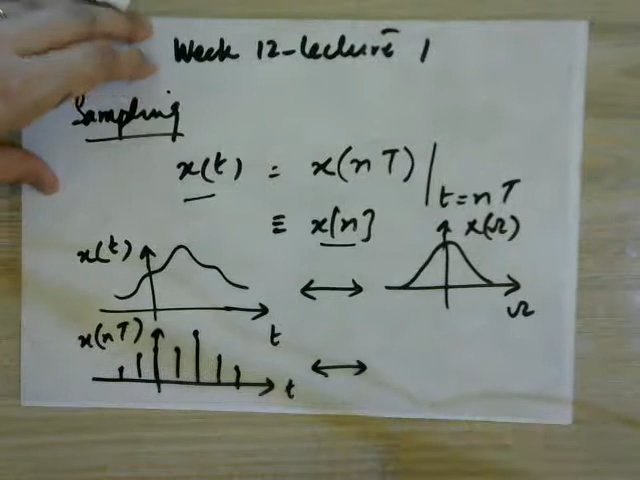 Week 12-Lecture 1
Sampling
x(t) = x(nT)|t=nT
≡ x[n]
x(t) ↔ X(Ω)
t Ω
x(nT) ↔
t